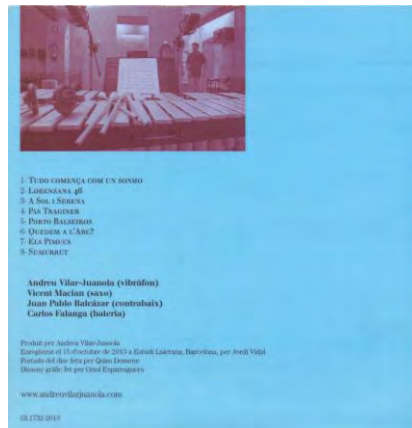 1- Tudo comença com un sonho
2- Lorenzana 46
3- A Sol i Serena
4- Pas Traginer
5- Porto Balseiros
6- Quedem a l'Arc?
7- Els Pimucs
8- Sumurrut
Andreu Vilar-Juanola (vibràfon)
Vicent Macian (saxo)
Juan Pablo Balcázar (contrabaix)
Carlos Falanga (bateria)
Produït per Andreu Vilar-Juanola
Enregistrat el 15 d'octubre de 2013 a Estudi Laietana, Barcelona, per Jordi Vidal
Portada del disc feta per Quim Domene
Disseny gràfic fet per Oriol Esparraguera
www.andreuvilarjuanola.com
GI.1732-2013